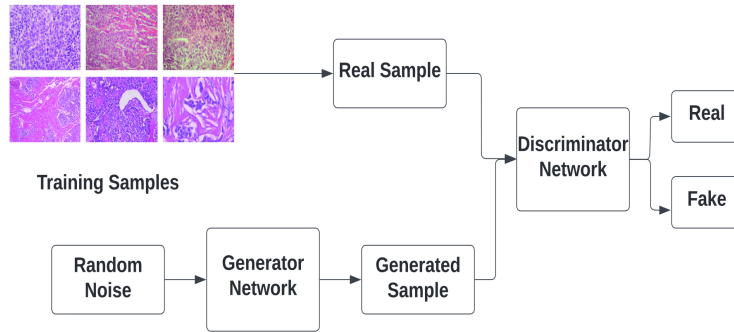 Real Sample
Real
Discriminator
Network
Training Samples
Fake
Random
Noise
Generator
Network
Generated
Sample